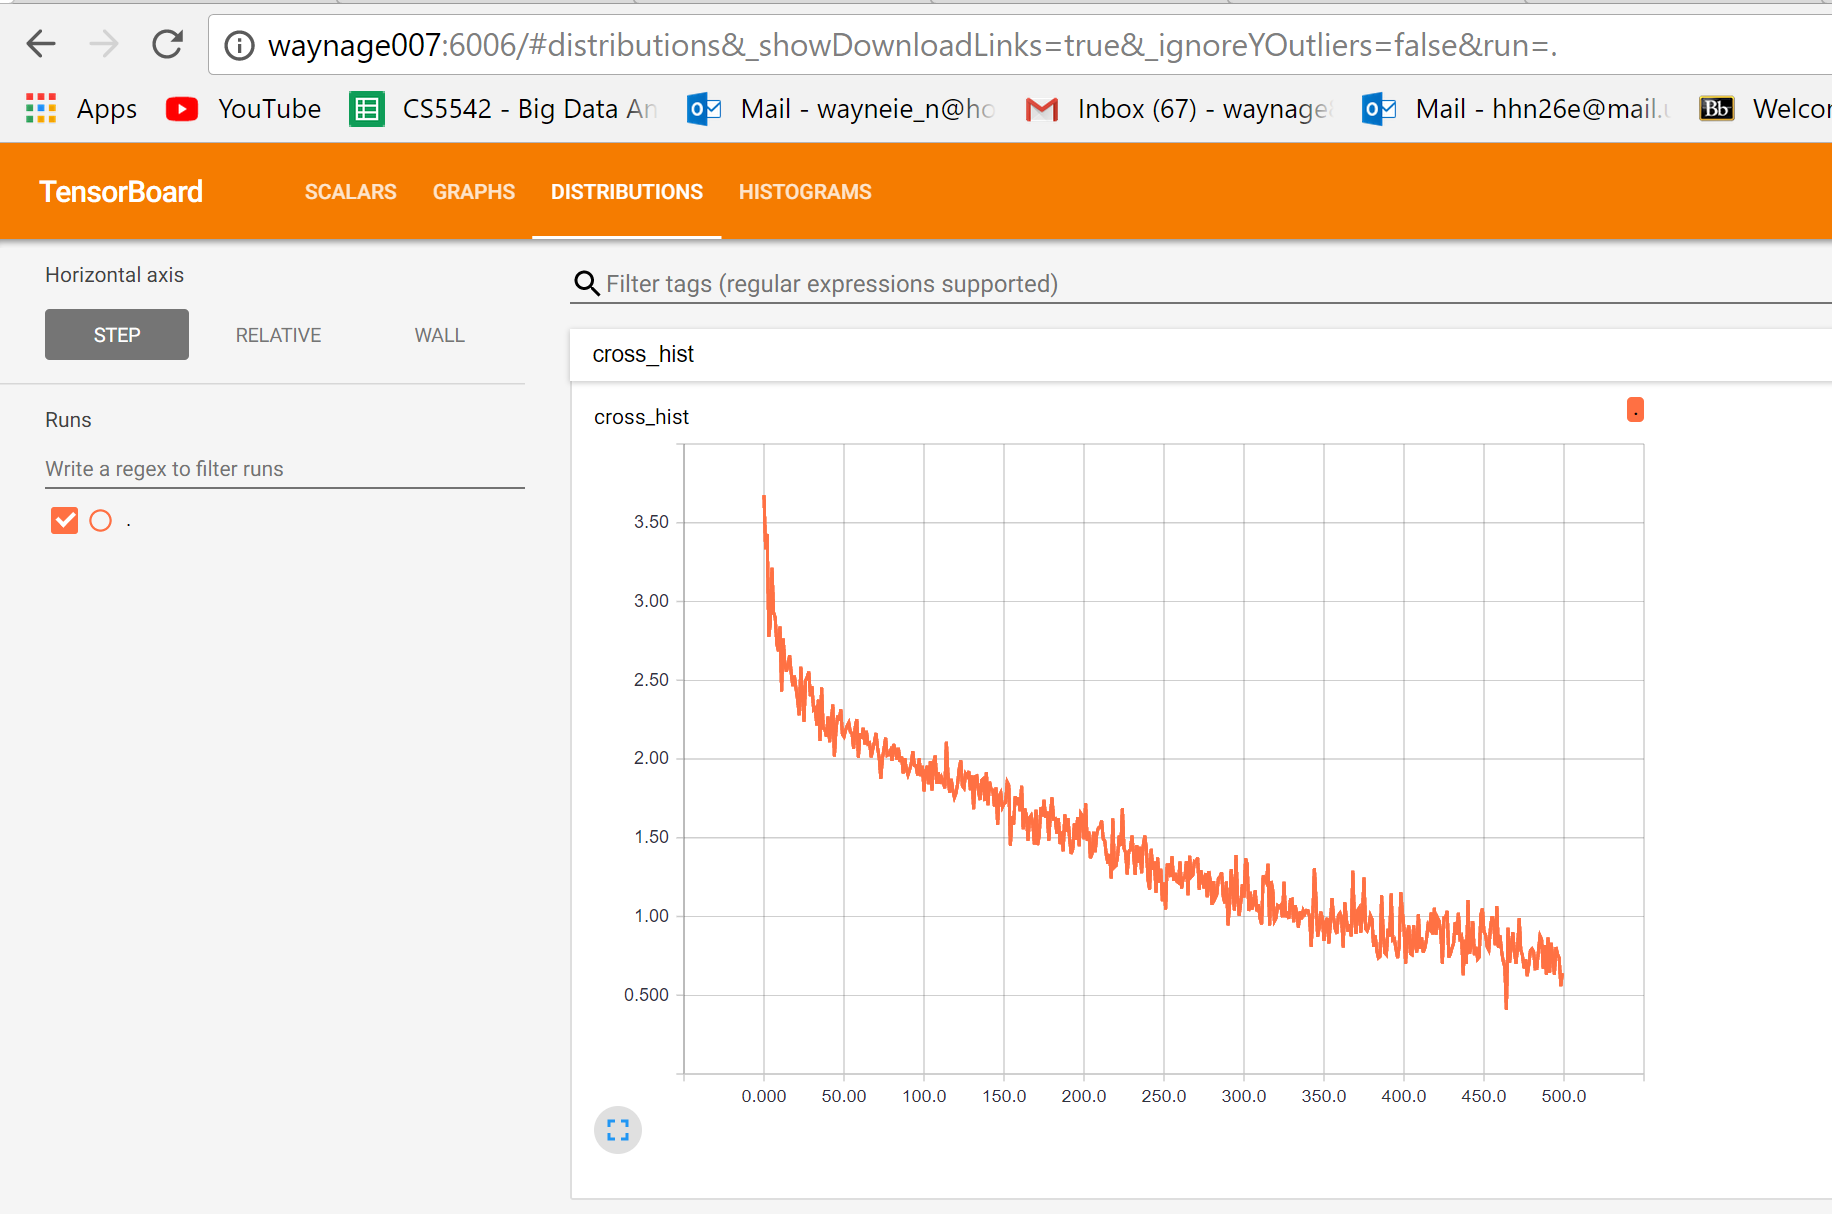 waynage007:6006/#distributions&_showDownloadLinks=true&_ignoreYOutliers=false&run=.
Apps YouTube CS5542 - Big Data An Mail - wayneie_n@ho Inbox (67) - waynage8 Mail - hhn26e@mail.u Bb Welcor
TensorBoard SCALARS GRAPHS DISTRIBUTIONS HISTOGRAMS
Horizontal axis
STEP RELATIVE WALL
Runs
Write a regex to filter runs
.
Filter tags (regular expressions supported)
cross_hist
cross_hist
.
3.50
3.00
2.50
2.00
1.50
1.00
0.500
0.000 50.00 100.0 150.0 200.0 250.0 300.0 350.0 400.0 450.0 500.0